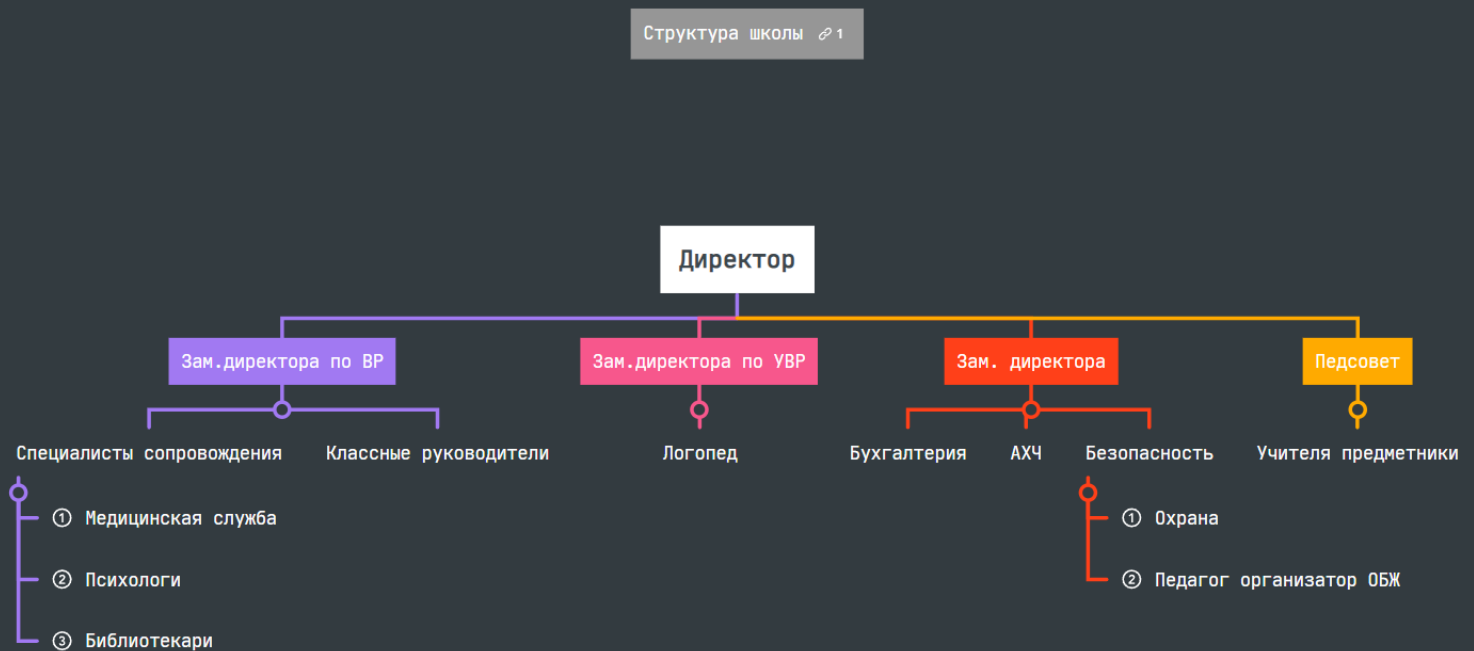 Структура школы 1
Директор
Зам.директора по ВР
Зам.директора по УВР
Зам. директора
Педсовет
Специалисты сопровождения
Классные руководители
Логопед
Бухгалтерия
АХЧ
Безопасность
Учителя предметники
1 Медицинская служба
2 Психологи
3 Библиотекари
1 Охрана
2 Педагог организатор ОБЖ